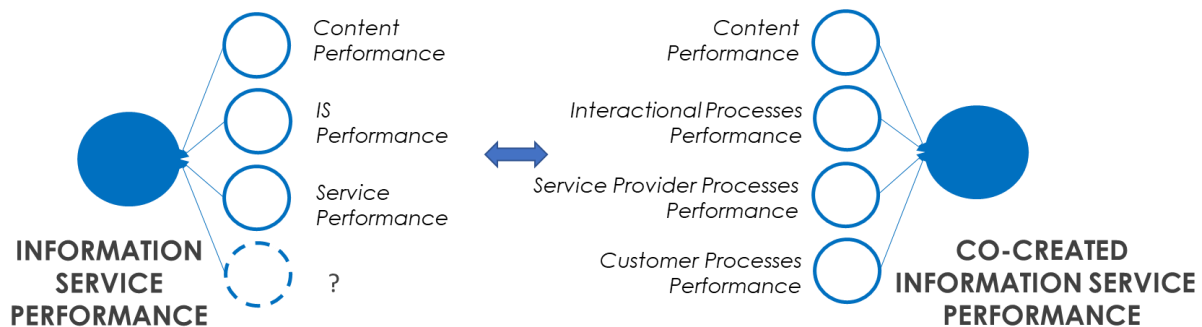 Content
Performance
IS
Performance
Service
Performance
?
INFORMATION
SERVICE
PERFORMANCE
Content
Performance
Interactional Processes
Performance
Service Provider Processes
Performance
Customer Processes
Performance
CO-CREATED
INFORMATION SERVICE
PERFORMANCE